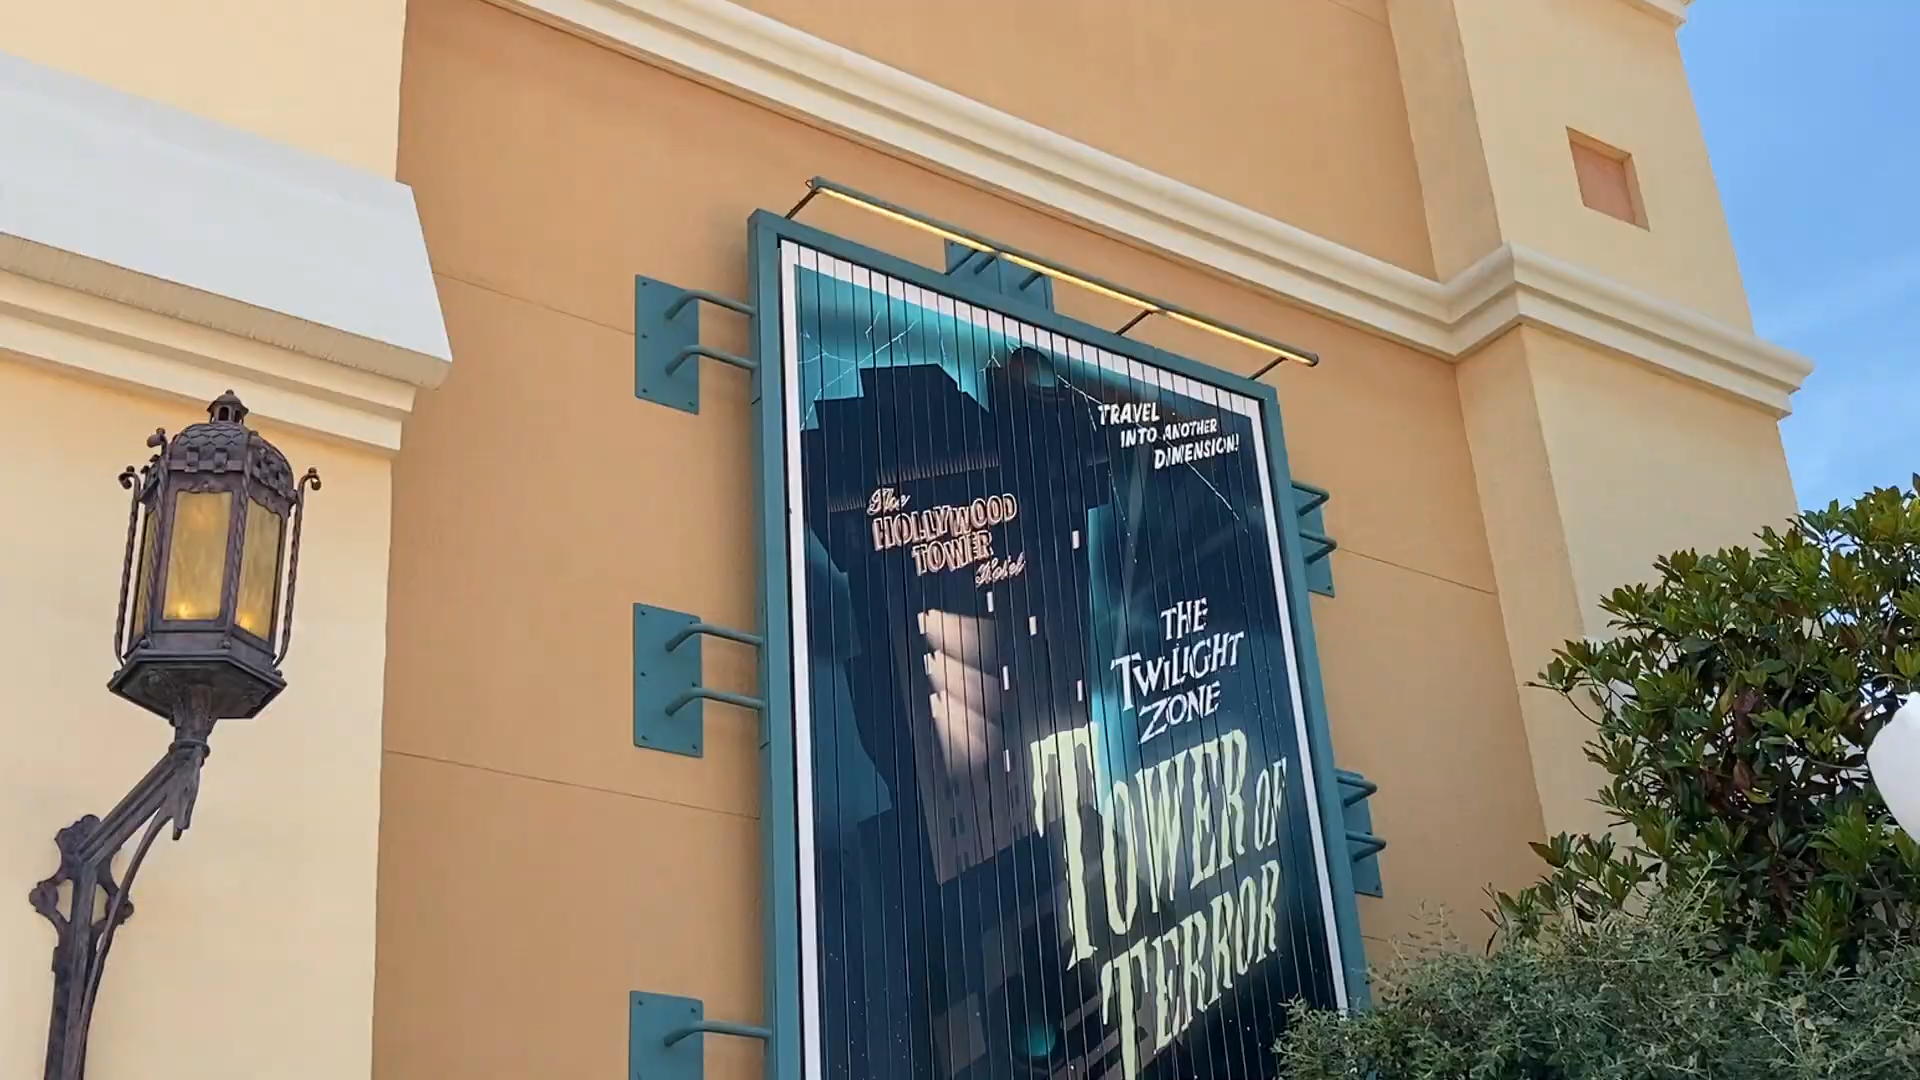 TRAVEL
INTO ANOTHER
DIMENSION!
The
HOLLYWOOD
TOWER
Hotel
THE
TWILIGHT
ZONE
TOWER OF
TERROR